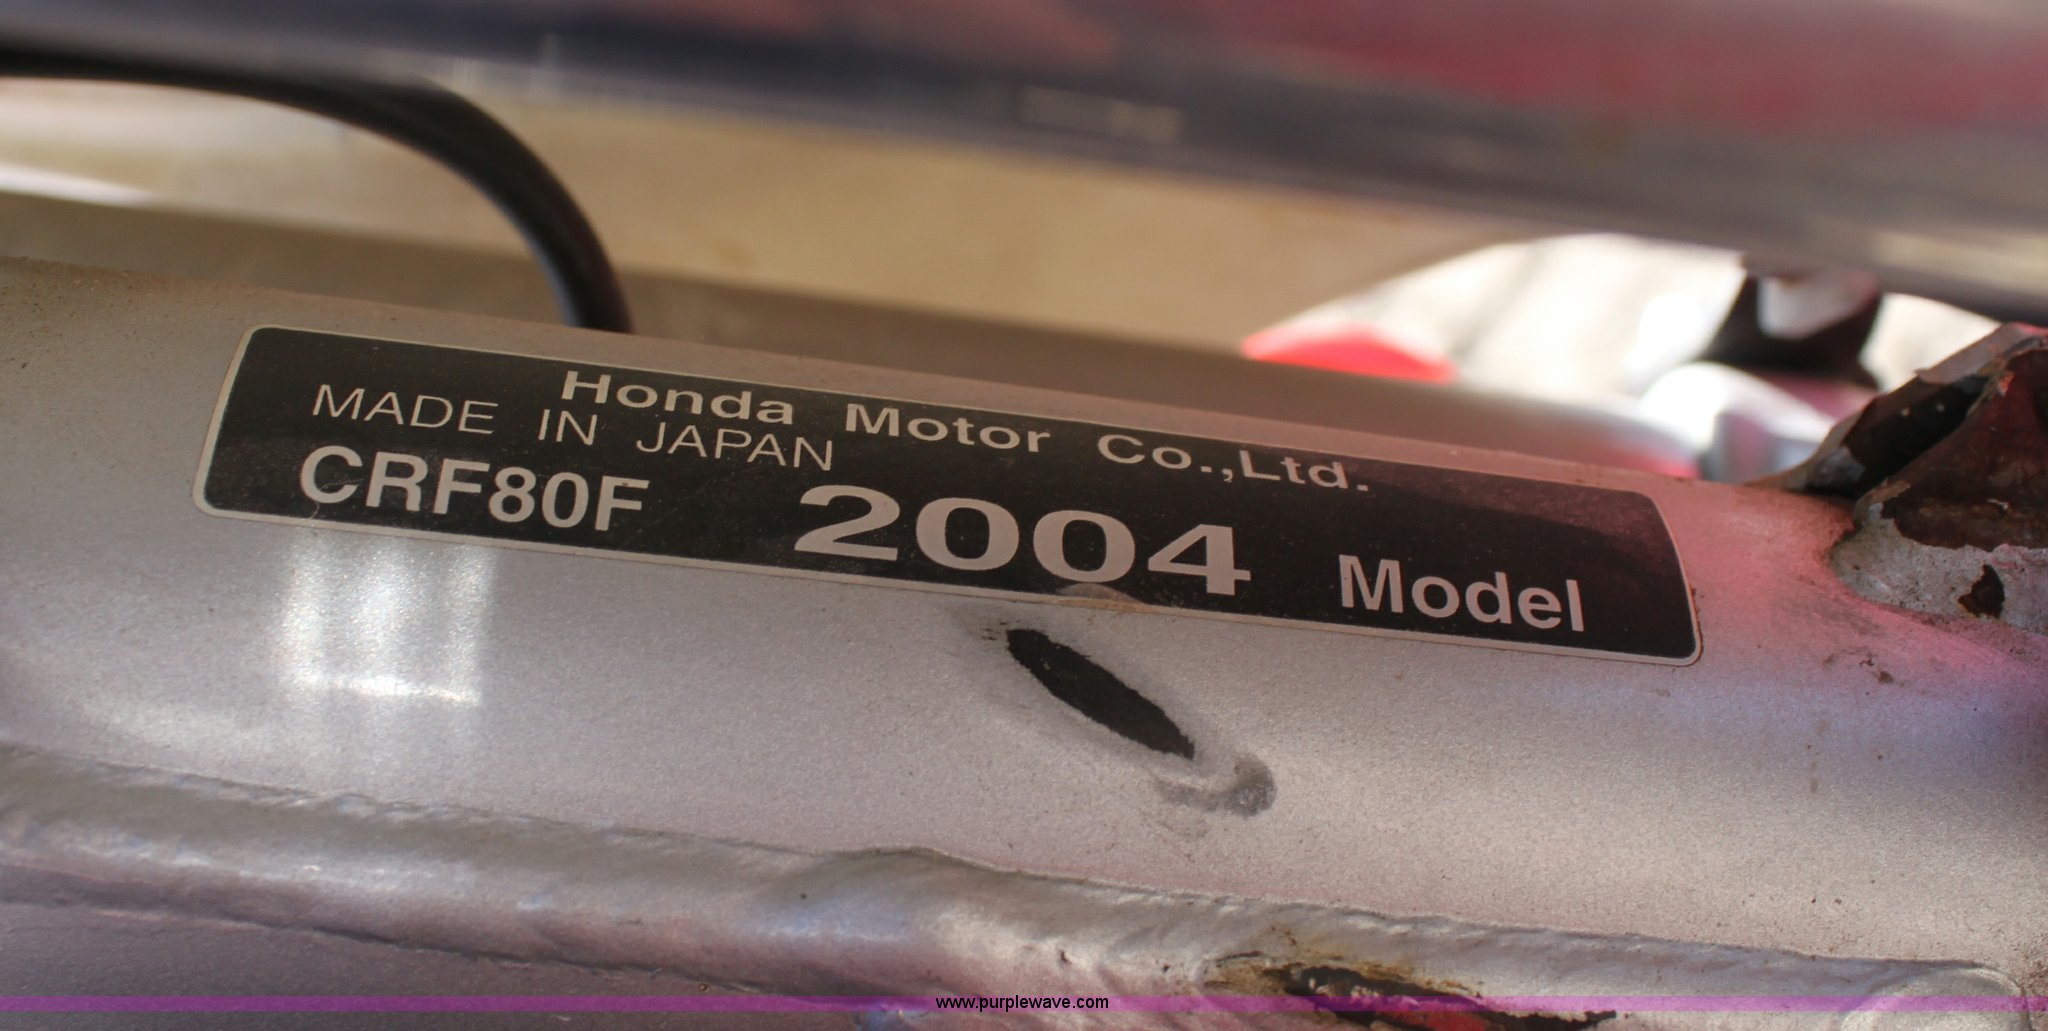 Honda Motor Co.,Ltd.
MADE IN JAPAN
CRF80F 2004 Model
www.purplewave.com